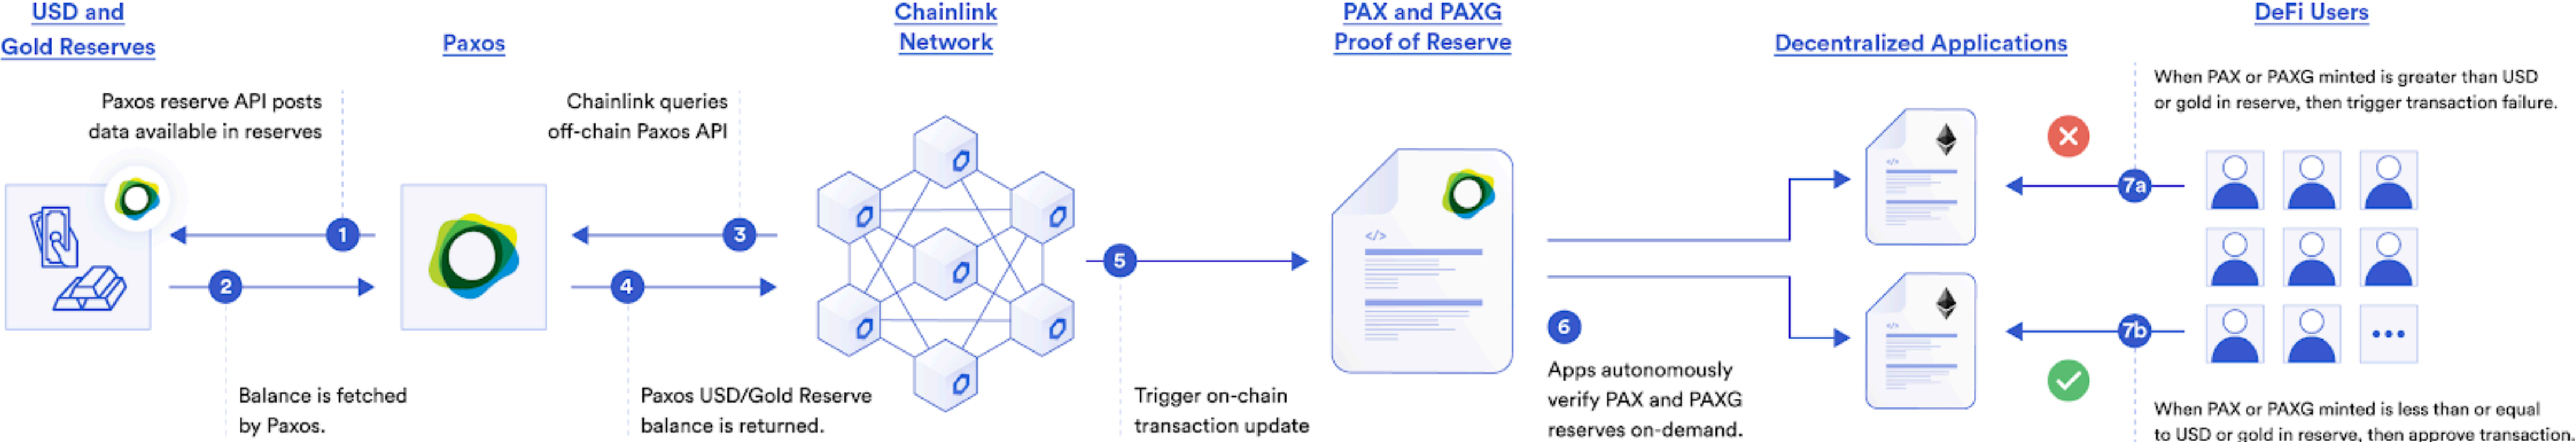 USD and
Gold Reserves
Paxos
Chainlink
Network
PAX and PAXG
Proof of Reserve
Decentralized Applications
DeFi Users
Paxos reserve API posts
data available in reserves
1
2
Balance is fetched
by Paxos.
Chainlink queries
off-chain Paxos API
3
4
Paxos USD/Gold Reserve
balance is returned.
5
Trigger on-chain
transaction update
</>
6
Apps autonomously
verify PAX and PAXG
reserves on-demand.
</>
</>
When PAX or PAXG minted is greater than USD
or gold in reserve, then trigger transaction failure.
7a
7b
When PAX or PAXG minted is less than or equal
to USD or gold in reserve, then approve transaction.